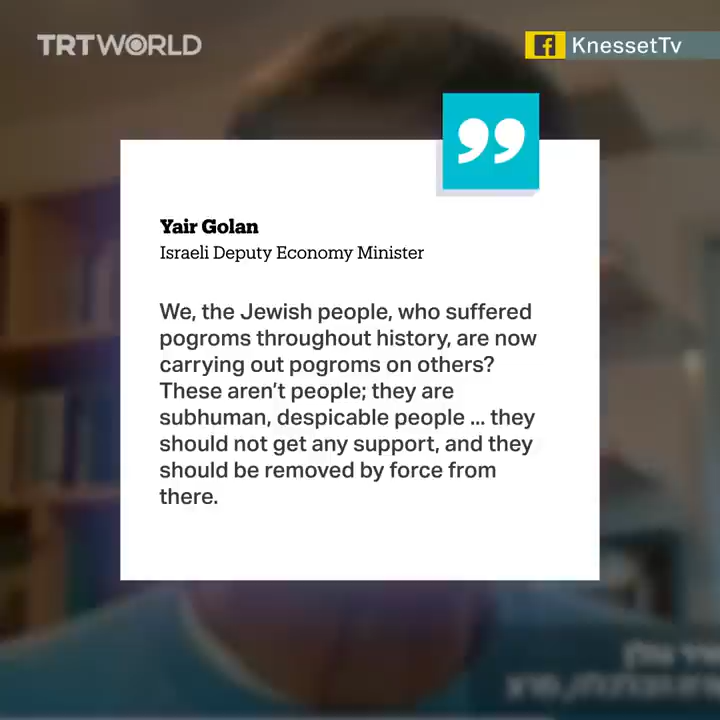 TRTWORLD
KnessetTv
Yair Golan
Israeli Deputy Economy Minister
We, the Jewish people, who suffered
pogroms throughout history, are now
carrying out pogroms on others?
These aren't people; they are
subhuman, despicable people ... they
should not get any support, and they
should be removed by force from
there.